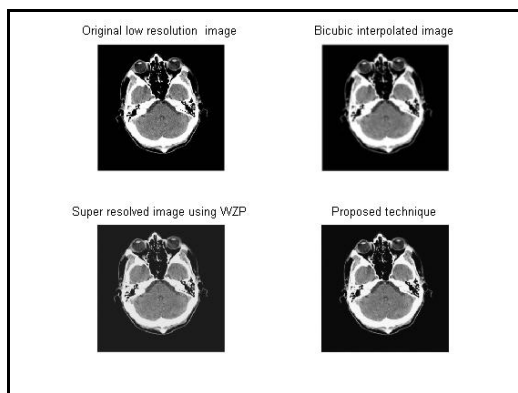 Original low resolution image
Bicubic interpolated image
Super resolved image using WZP
Proposed technique